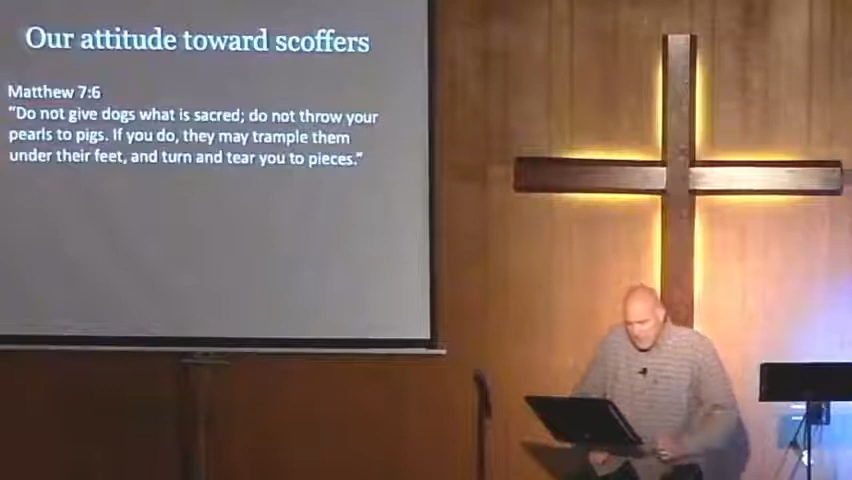 Our attitude toward scoffers
Matthew 7:6
"Do not give dogs what is sacred; do not throw your
pearls to pigs. If you do, they may trample them
under their feet, and turn and tear you to pieces."